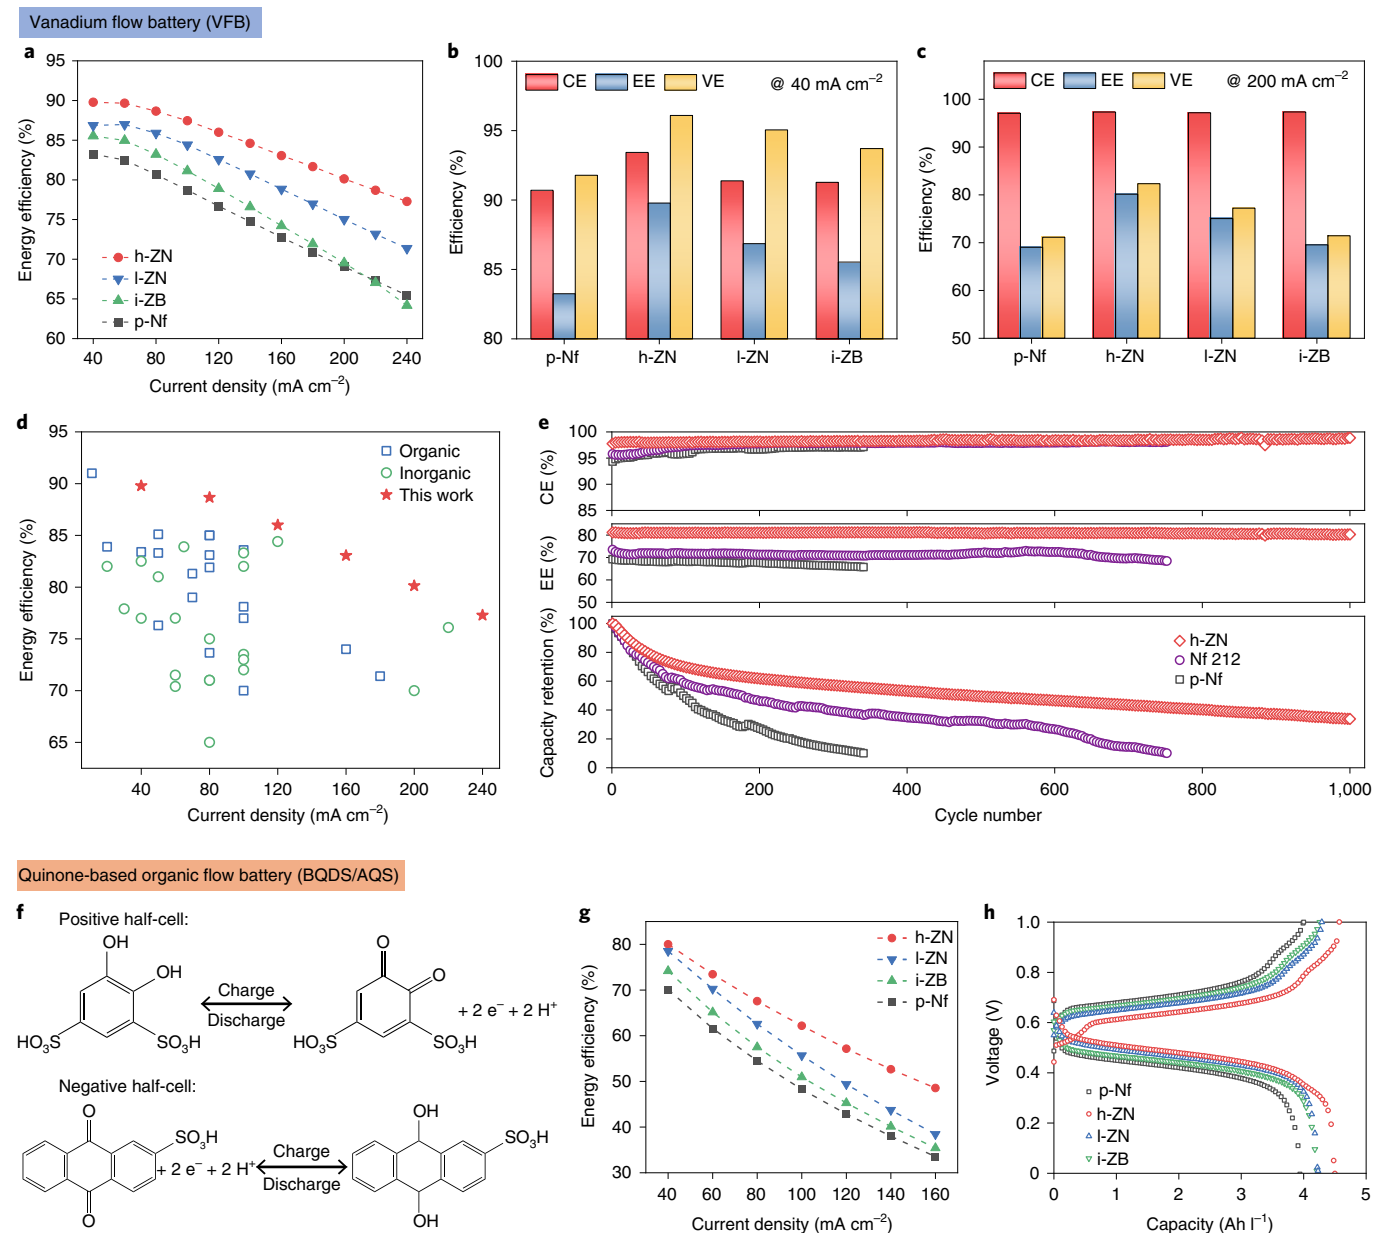 Vanadium flow battery (VFB)
a
95
90
85
80
75
70
65
60
Energy efficiency (%)
h-ZN
l-ZN
i-ZB
p-Nf
40 80 120 160 200 240
Current density (mA cm⁻²)
b
100
95
90
85
80
Efficiency (%)
CE EE VE @ 40 mA cm⁻²
p-Nf h-ZN l-ZN i-ZB
c
100
90
80
70
60
50
Efficiency (%)
CE EE VE @ 200 mA cm⁻²
p-Nf h-ZN l-ZN i-ZB
d
95
90
85
80
75
70
65
Energy efficiency (%)
Organic
Inorganic
This work
40 80 120 160 200 240
Current density (mA cm⁻²)
e
100
95
90
85
CE (%)
80
70
60
50
EE (%)
100
80
60
40
20
0
Capacity retention (%)
h-ZN
Nf 212
p-Nf
0 200 400 600 800 1,000
Cycle number
Quinone-based organic flow battery (BQDS/AQS)
f
Positive half-cell:
OH
OH
HO₃S
SO₃H
Charge
Discharge
O
O
HO₃S
SO₃H
+ 2 e⁻ + 2 H⁺
Negative half-cell:
O
O
SO₃H
+ 2 e⁻ + 2 H⁺
Charge
Discharge
OH
OH
SO₃H
g
80
70
60
50
40
30
Energy efficiency (%)
h-ZN
l-ZN
i-ZB
p-Nf
40 60 80 100 120 140 160
Current density (mA cm⁻²)
h
1.0
0.8
0.6
0.4
0.2
0
Voltage (V)
p-Nf
h-ZN
l-ZN
i-ZB
0 1 2 3 4 5
Capacity (Ah l⁻¹)